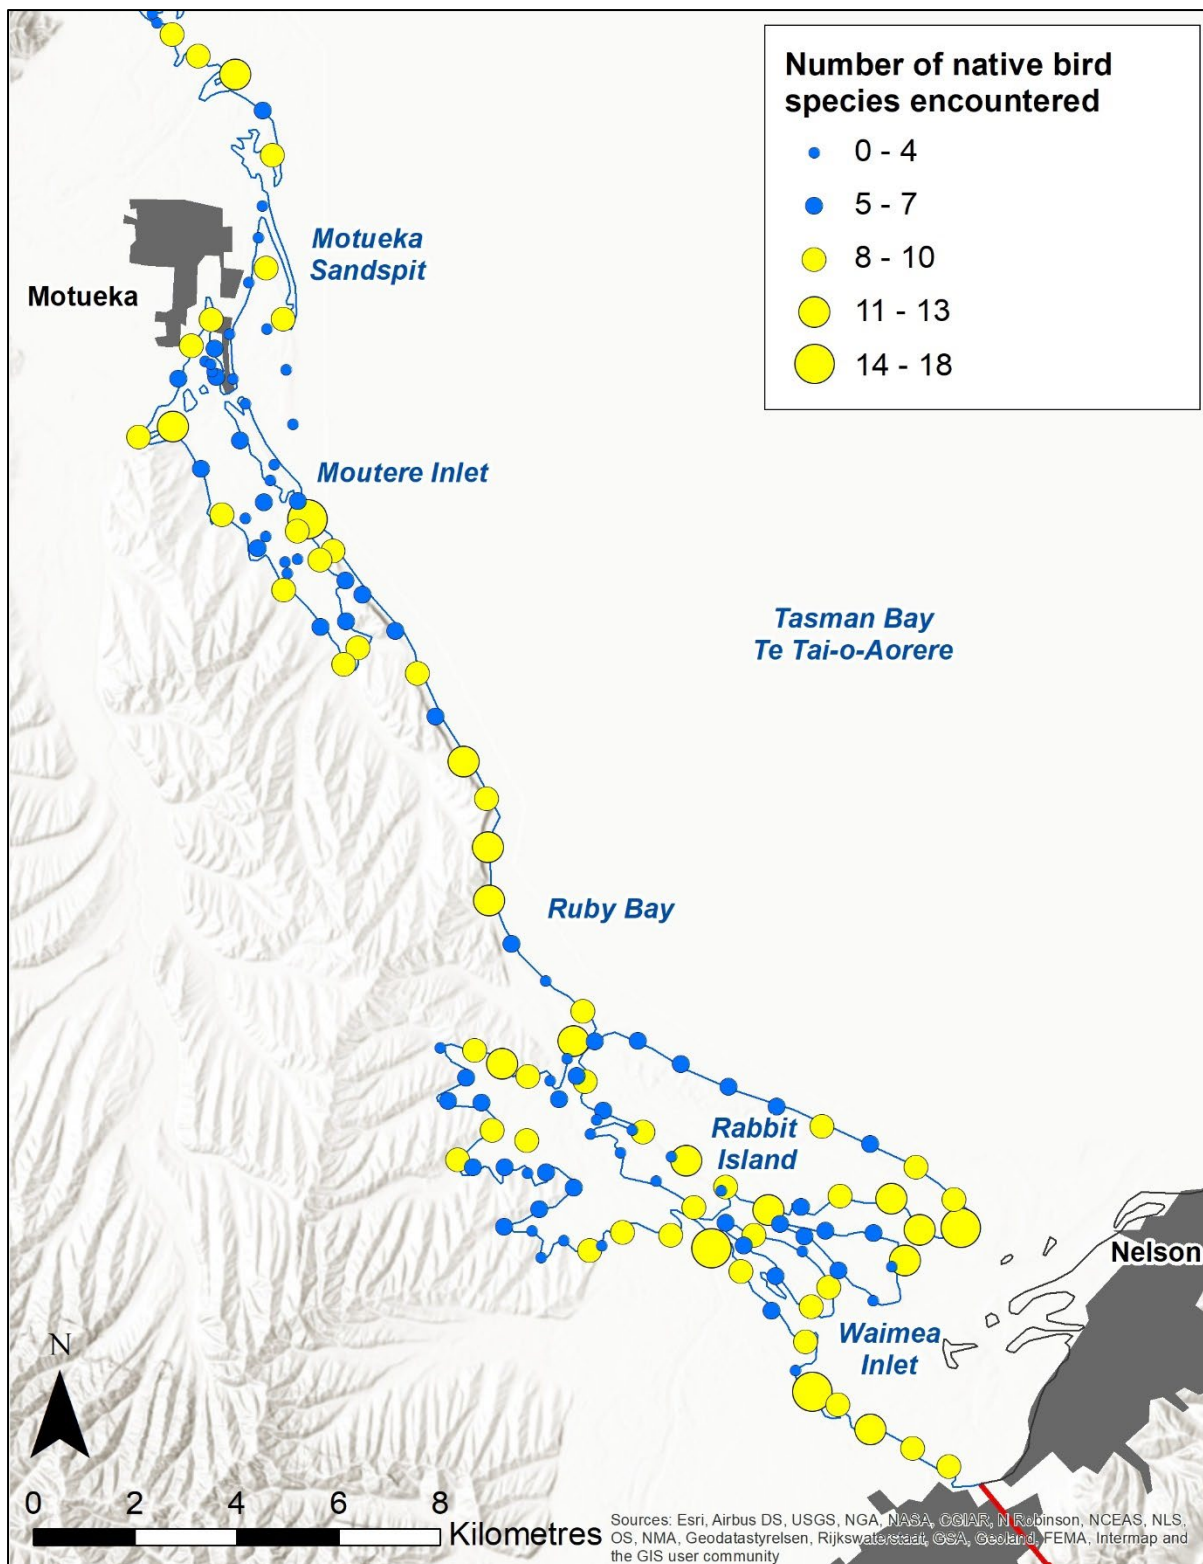 Number of native bird
species encountered
0 - 4
5 - 7
8 - 10
11 - 13
14 - 18
Motueka
Sandspit
Motueka
Moutere Inlet
Tasman Bay
Te Tai-o-Aorere
Ruby Bay
Rabbit
Island
Nelson
Waimea
Inlet
N
0 2 4 6 8
Kilometres
Sources: Esri, Airbus DS, USGS, NGA, NASA, CGIAR, N Robinson, NCEAS, NLS,
OS, NMA, Geodatastyrelsen, Rijkswaterstaat, GSA, Geoland, FEMA, Intermap and
the GIS user community